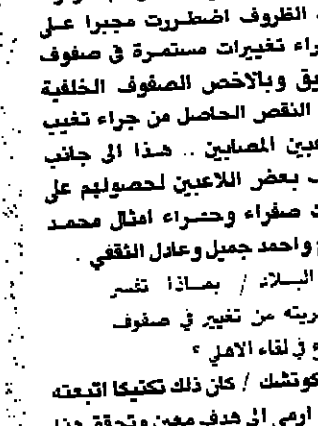 الظروف اضطررت مجبرا على
راء تغييرات مستمرة في صفوف
يق وبالاخص الصفوف الخلفية
النقص الحاصل من جراء تغيب
عبين المصابين .. هذا الى جانب
بعض اللاعبين لحصولهم على
ت صفراء وحمراء امثال محمد
واحمد جميل وعادل الثقفي .
البلاد / بماذا تفسر
ريته من تغيير في صفوف
في لقاء الاهلي ؟
كوتشك / كان ذلك تكتيكا اتبعته
ارمي الى هدف معين وتحقق هذا